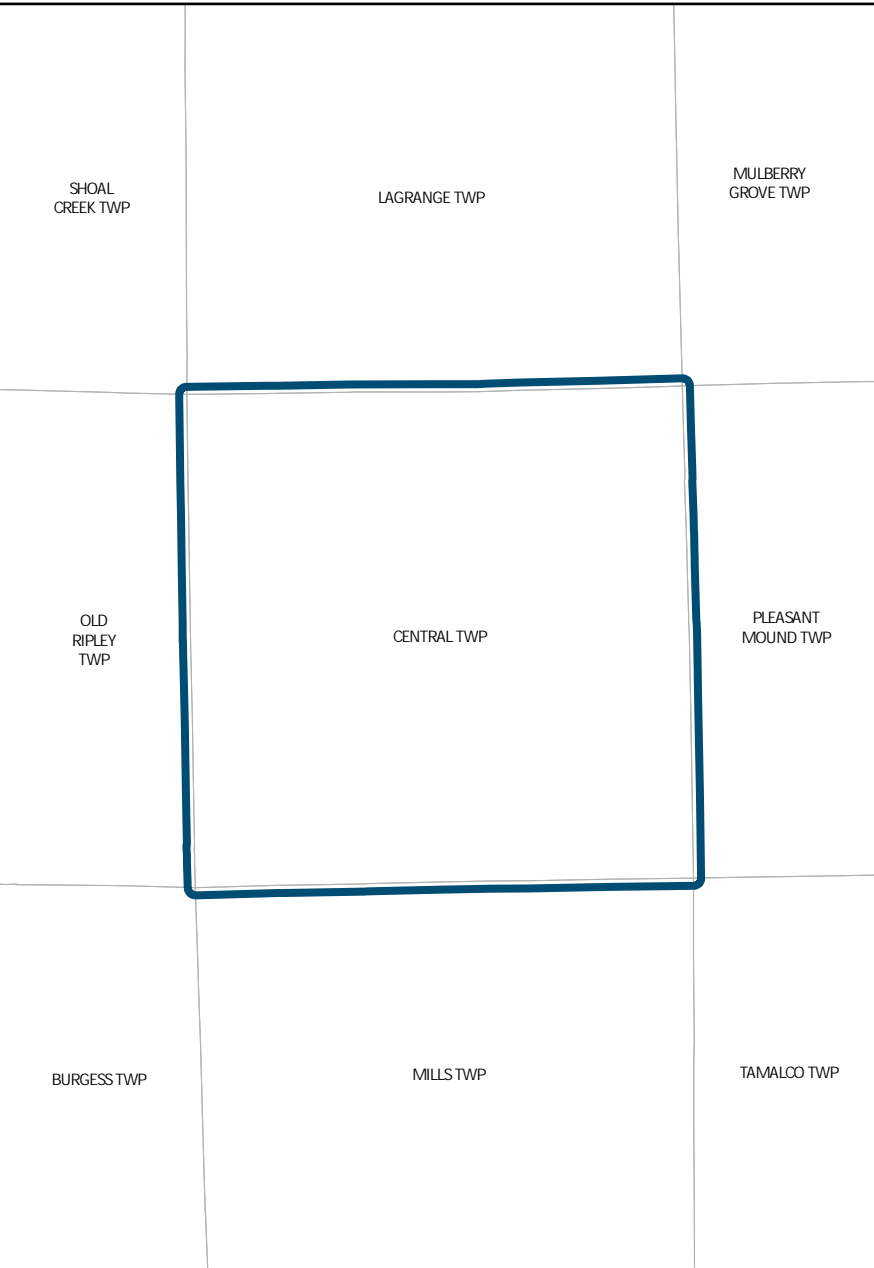 SHOAL
CREEK TWP
LAGRANGE TWP
MULBERRY
GROVE TWP
OLD
RIPLEY
TWP
CENTRAL TWP
PLEASANT
MOUND TWP
BURGESS TWP
MILLS TWP
TAMALCO TWP